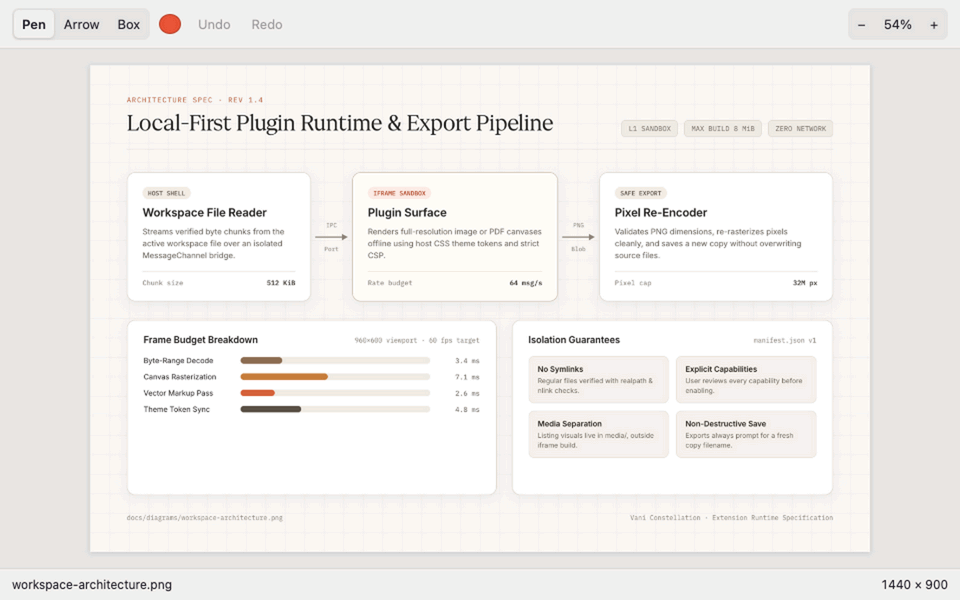 Pen Arrow Box Undo Redo − 54% +
ARCHITECTURE SPEC · REV 1.4
Local-First Plugin Runtime & Export Pipeline
L1 SANDBOX MAX BUILD 8 MiB ZERO NETWORK
HOST SHELL
Workspace File Reader
Streams verified byte chunks from the
active workspace file over an isolated
MessageChannel bridge.
Chunk size 512 KiB
IPC
Port
IFRAME SANDBOX
Plugin Surface
Renders full-resolution image or PDF canvases
offline using host CSS theme tokens and strict
CSP.
Rate budget 64 msg/s
PNG
Blob
SAFE EXPORT
Pixel Re-Encoder
Validates PNG dimensions, re-rasterizes pixels
cleanly, and saves a new copy without overwriting
source files.
Pixel cap 32M px
Frame Budget Breakdown 960×600 viewport · 60 fps target
Byte-Range Decode 3.4 ms
Canvas Rasterization 7.1 ms
Vector Markup Pass 2.6 ms
Theme Token Sync 4.8 ms
Isolation Guarantees manifest.json v1
No Symlinks
Regular files verified with realpath &
nlink checks.
Explicit Capabilities
User reviews every capability before
enabling.
Media Separation
Listing visuals live in media/, outside
iframe build.
Non-Destructive Save
Exports always prompt for a fresh
copy filename.
docs/diagrams/workspace-architecture.png Vani Constellation · Extension Runtime Specification
workspace-architecture.png 1440 × 900